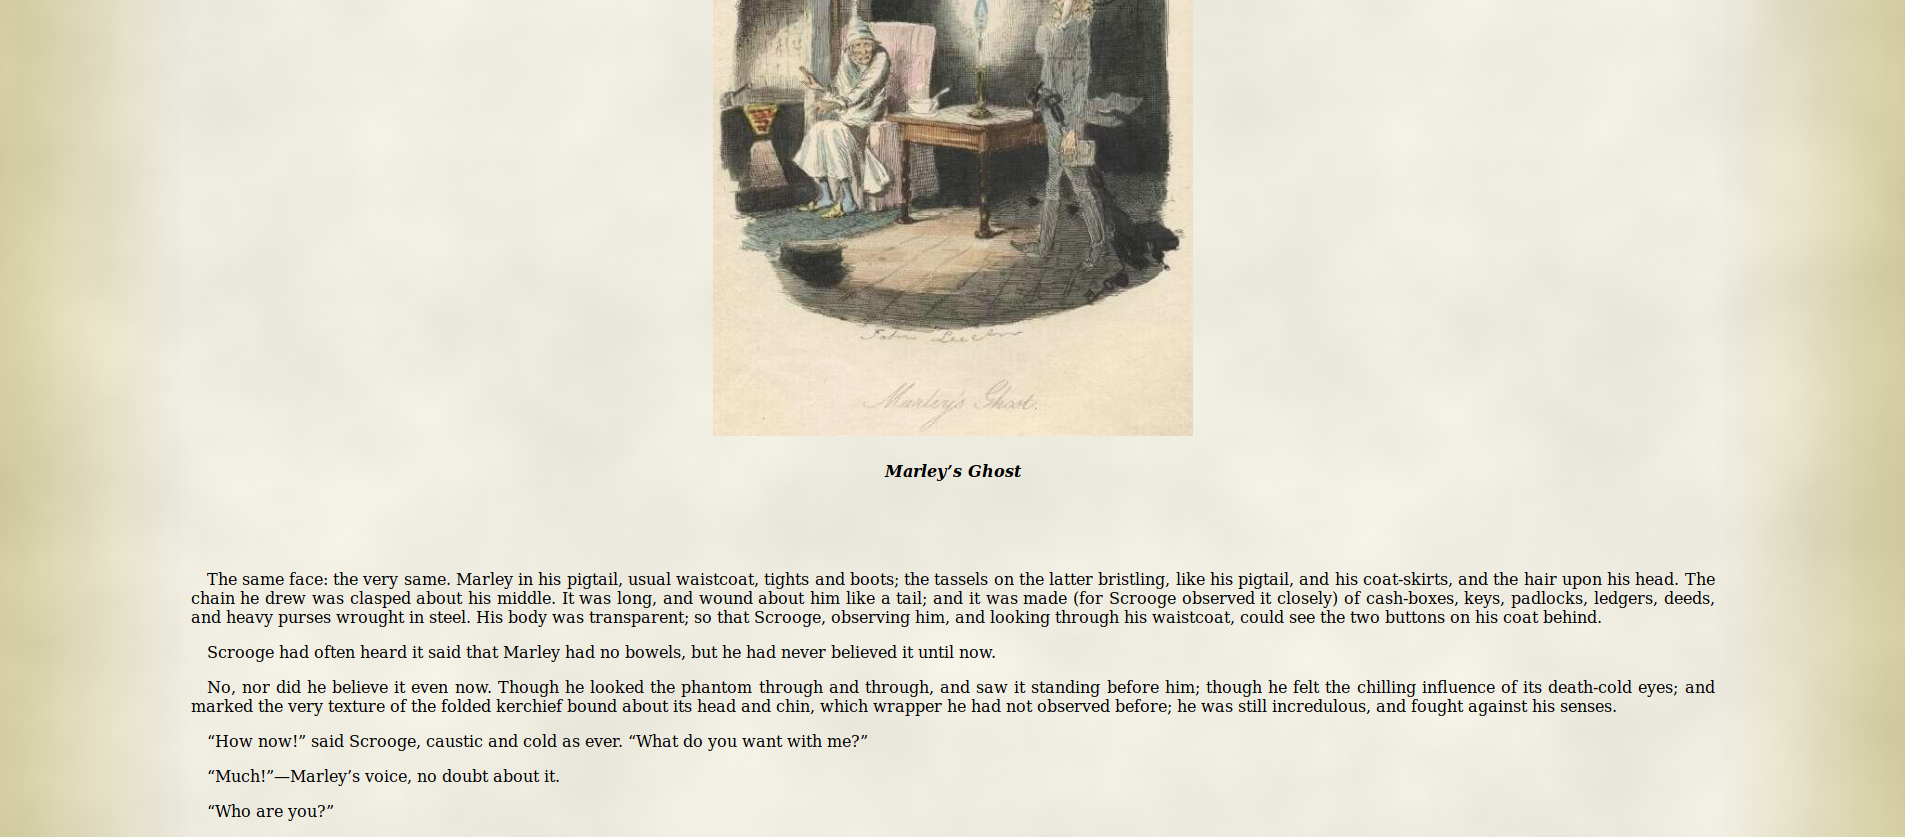 John Leech
Marley's Ghost.
Marley’s Ghost
The same face: the very same. Marley in his pigtail, usual waistcoat, tights and boots; the tassels on the latter bristling, like his pigtail, and his coat-skirts, and the hair upon his head. The
chain he drew was clasped about his middle. It was long, and wound about him like a tail; and it was made (for Scrooge observed it closely) of cash-boxes, keys, padlocks, ledgers, deeds,
and heavy purses wrought in steel. His body was transparent; so that Scrooge, observing him, and looking through his waistcoat, could see the two buttons on his coat behind.
Scrooge had often heard it said that Marley had no bowels, but he had never believed it until now.
No, nor did he believe it even now. Though he looked the phantom through and through, and saw it standing before him; though he felt the chilling influence of its death-cold eyes; and
marked the very texture of the folded kerchief bound about its head and chin, which wrapper he had not observed before; he was still incredulous, and fought against his senses.
“How now!” said Scrooge, caustic and cold as ever. “What do you want with me?”
“Much!”—Marley’s voice, no doubt about it.
“Who are you?”